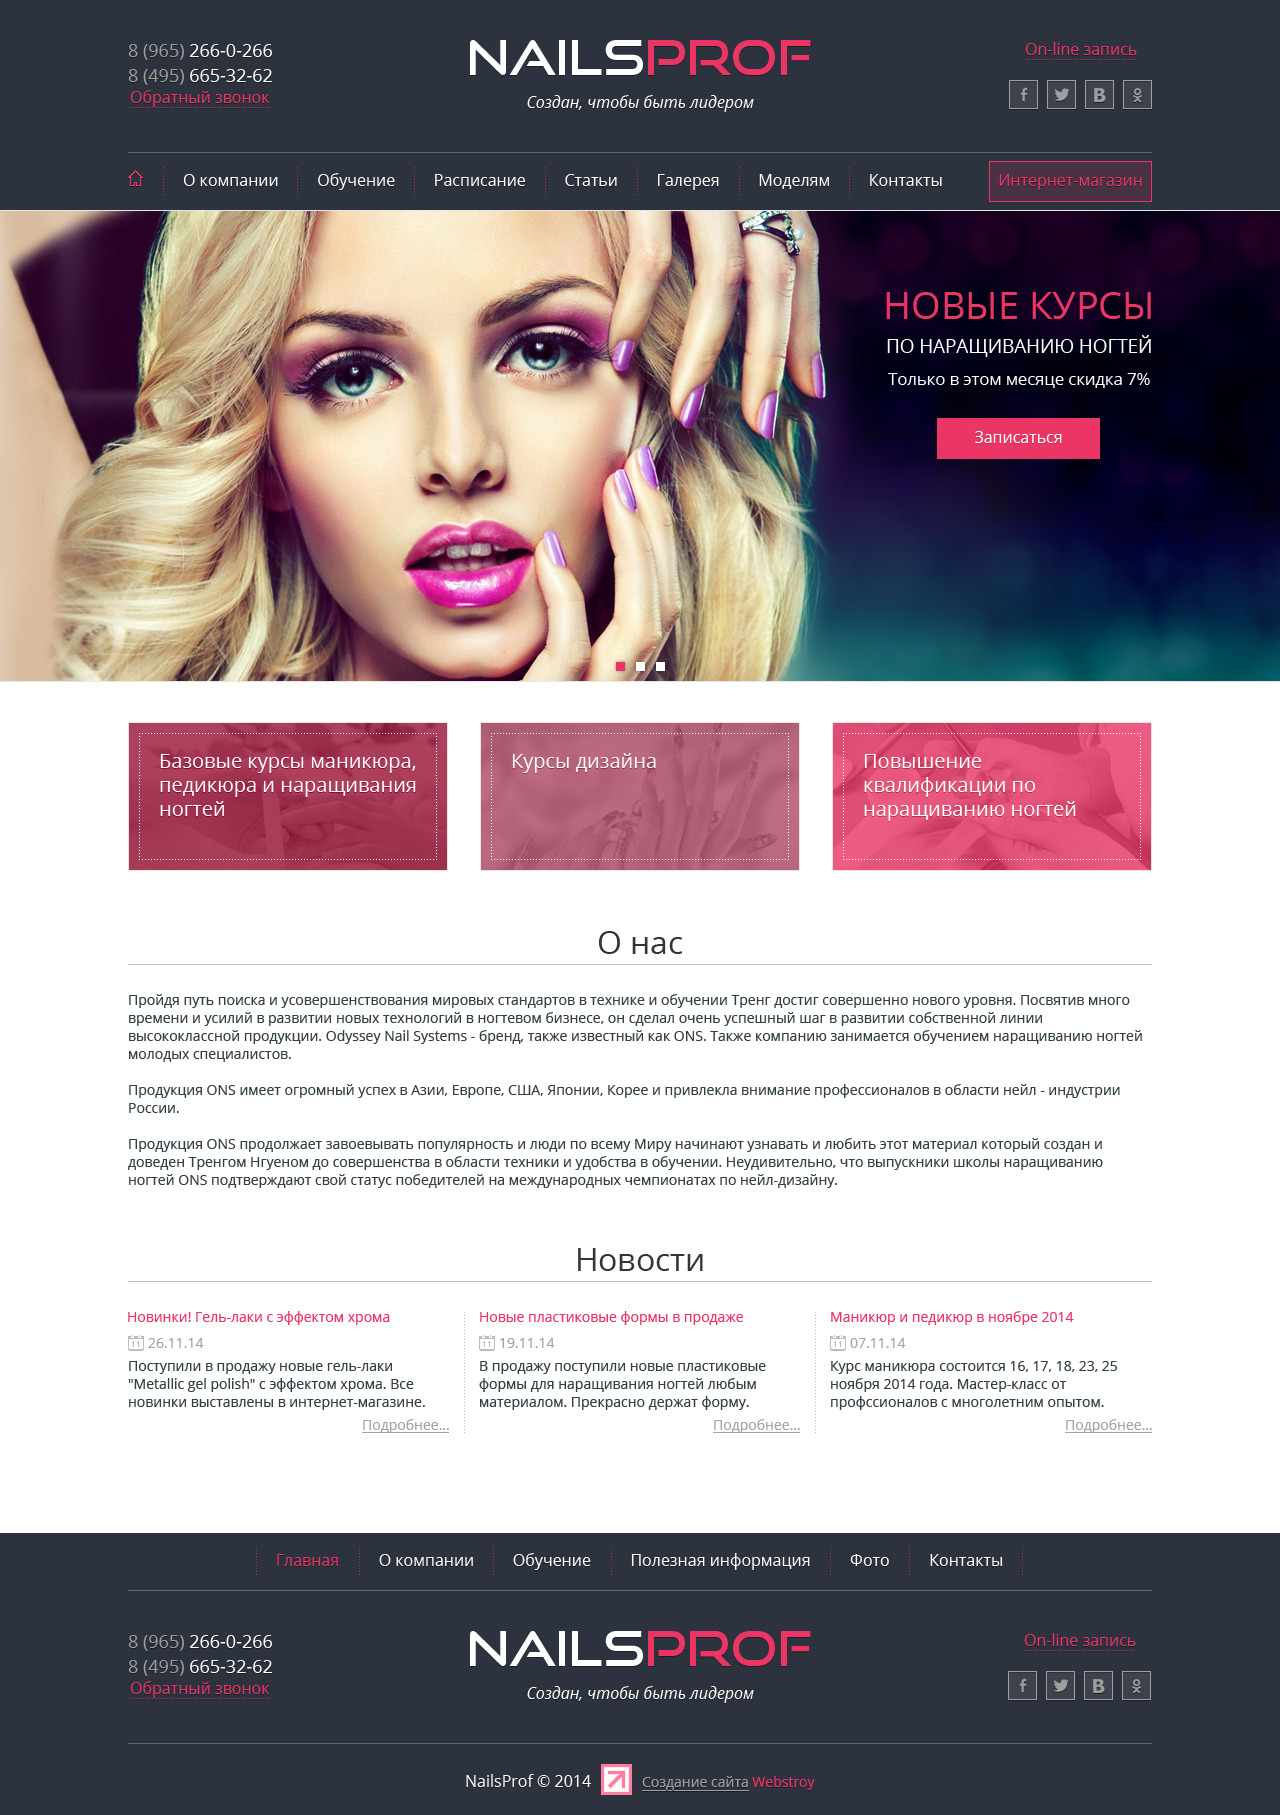 8 (965) 266-0-266
8 (495) 665-32-62
Обратный звонок
NAILSPROF
Создан, чтобы быть лидером
On-line запись
О компании Обучение Расписание Статьи Галерея Моделям Контакты Интернет-магазин
НОВЫЕ КУРСЫ
ПО НАРАЩИВАНИЮ НОГТЕЙ
Только в этом месяце скидка 7%
Записаться
Базовые курсы маникюра,
педикюра и наращивания
ногтей
Курсы дизайна
Повышение
квалификации по
наращиванию ногтей
О нас
Пройдя путь поиска и усовершенствования мировых стандартов в технике и обучении Тренг достиг совершенно нового уровня. Посвятив много
времени и усилий в развитии новых технологий в ногтевом бизнесе, он сделал очень успешный шаг в развитии собственной линии
высококлассной продукции. Odyssey Nail Systems - бренд, также известный как ONS. Также компанию занимается обучением наращиванию ногтей
молодых специалистов.
Продукция ONS имеет огромный успех в Азии, Европе, США, Японии, Корее и привлекла внимание профессионалов в области нейл - индустрии
России.
Продукция ONS продолжает завоевывать популярность и люди по всему Миру начинают узнавать и любить этот материал который создан и
доведен Тренгом Нгуеном до совершенства в области техники и удобства в обучении. Неудивительно, что выпускники школы наращиванию
ногтей ONS подтверждают свой статус победителей на международных чемпионатах по нейл-дизайну.
Новости
Новинки! Гель-лаки с эффектом хрома
11 26.11.14
Поступили в продажу новые гель-лаки
"Metallic gel polish" с эффектом хрома. Все
новинки выставлены в интернет-магазине.
Подробнее...
Новые пластиковые формы в продаже
11 19.11.14
В продажу поступили новые пластиковые
формы для наращивания ногтей любым
материалом. Прекрасно держат форму.
Подробнее...
Маникюр и педикюр в ноябре 2014
11 07.11.14
Курс маникюра состоится 16, 17, 18, 23, 25
ноября 2014 года. Мастер-класс от
профссионалов с многолетним опытом.
Подробнее...
Главная О компании Обучение Полезная информация Фото Контакты
8 (965) 266-0-266
8 (495) 665-32-62
Обратный звонок
NAILSPROF
Создан, чтобы быть лидером
On-line запись
NailsProf © 2014 Создание сайта Webstroy